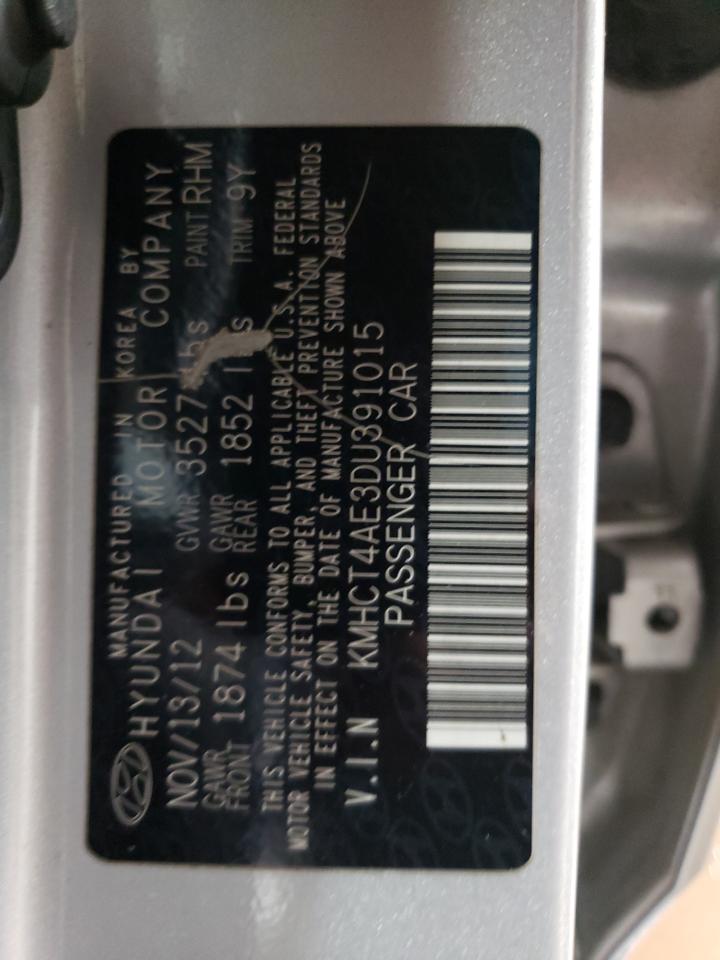 MANUFACTURED IN KOREA BY
HYUNDAI MOTOR COMPANY
NOV/13/12 GVWR 3527 lbs PAINT RHM
GAWR FRONT 1874 lbs GAWR REAR 1852 lbs TRIM 9Y
THIS VEHICLE CONFORMS TO ALL APPLICABLE U.S.A. FEDERAL
MOTOR VEHICLE SAFETY, BUMPER, AND THEFT PREVENTION STANDARDS
IN EFFECT ON THE DATE OF MANUFACTURE SHOWN ABOVE
V.I.N KMHCT4AE3DU391015
PASSENGER CAR